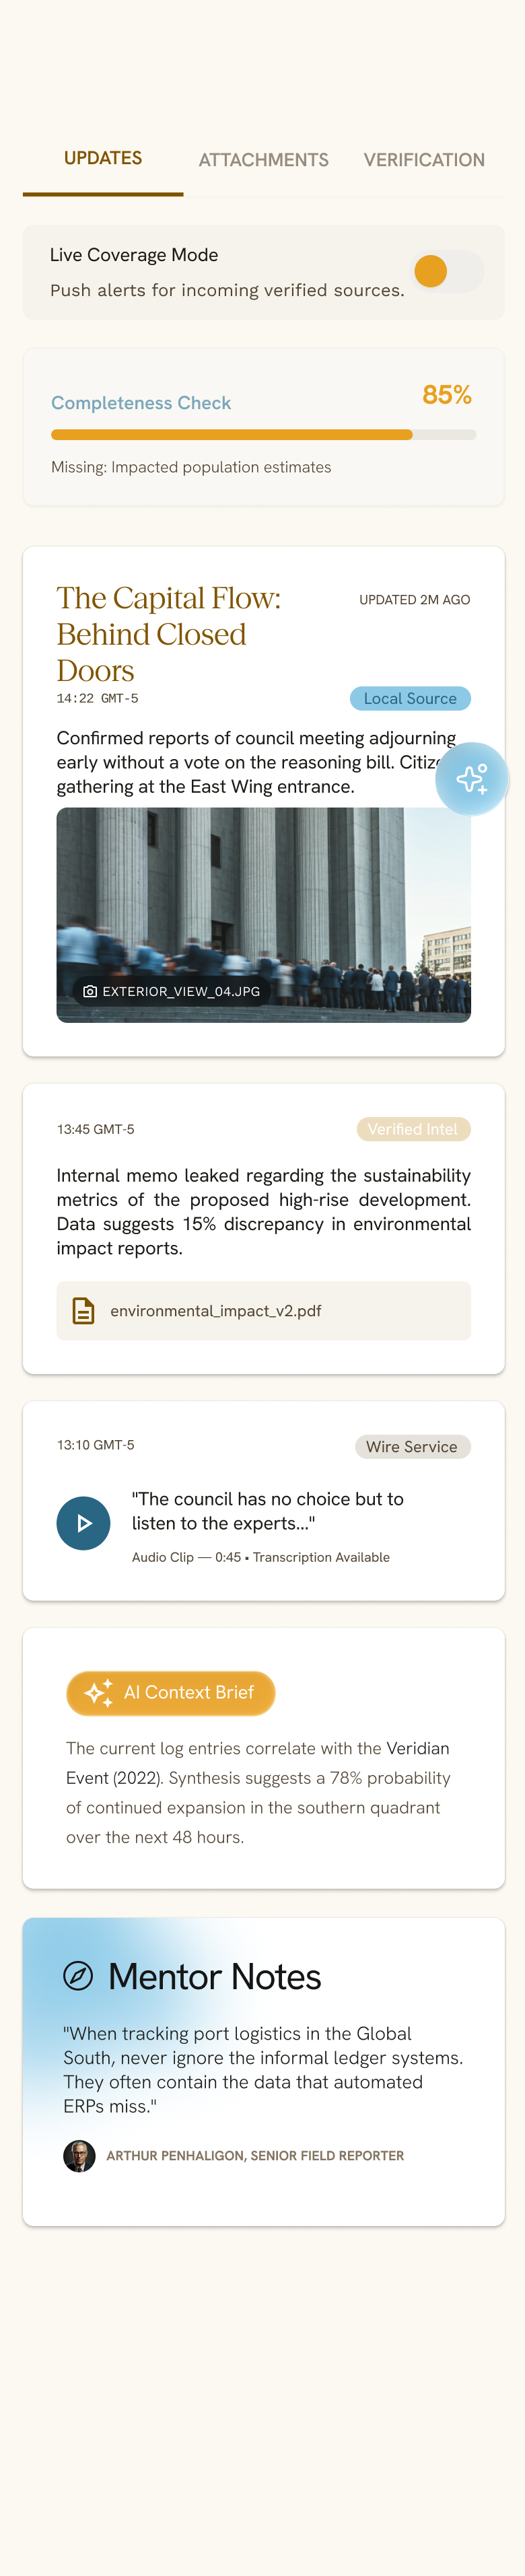 UPDATES
ATTACHMENTS
VERIFICATION
Live Coverage Mode
Push alerts for incoming verified sources.
Completeness Check
85%
Missing: Impacted population estimates
The Capital Flow:
Behind Closed
Doors
UPDATED 2M AGO
14:22 GMT-5
Local Source
Confirmed reports of council meeting adjourning
early without a vote on the reasoning bill.
gathering at the East Wing entrance.
EXTERIOR_VIEW_04.JPG
13:45 GMT-5
Verified Intel
Internal memo leaked regarding the sustainability
metrics of the proposed high-rise development.
Data suggests 15% discrepancy in environmental
impact reports.
environmental_impact_v2.pdf
13:10 GMT-5
Wire Service
"The council has no choice but to
listen to the experts..."
Audio Clip — 0:45 • Transcription Available
AI Context Brief
The current log entries correlate with the Veridian
Event (2022). Synthesis suggests a 78% probability
of continued expansion in the southern quadrant
over the next 48 hours.
Mentor Notes
"When tracking port logistics in the Global
South, never ignore the informal ledger systems.
They often contain the data that automated
ERPs miss."
ARTHUR PENHALIGON, SENIOR FIELD REPORTER